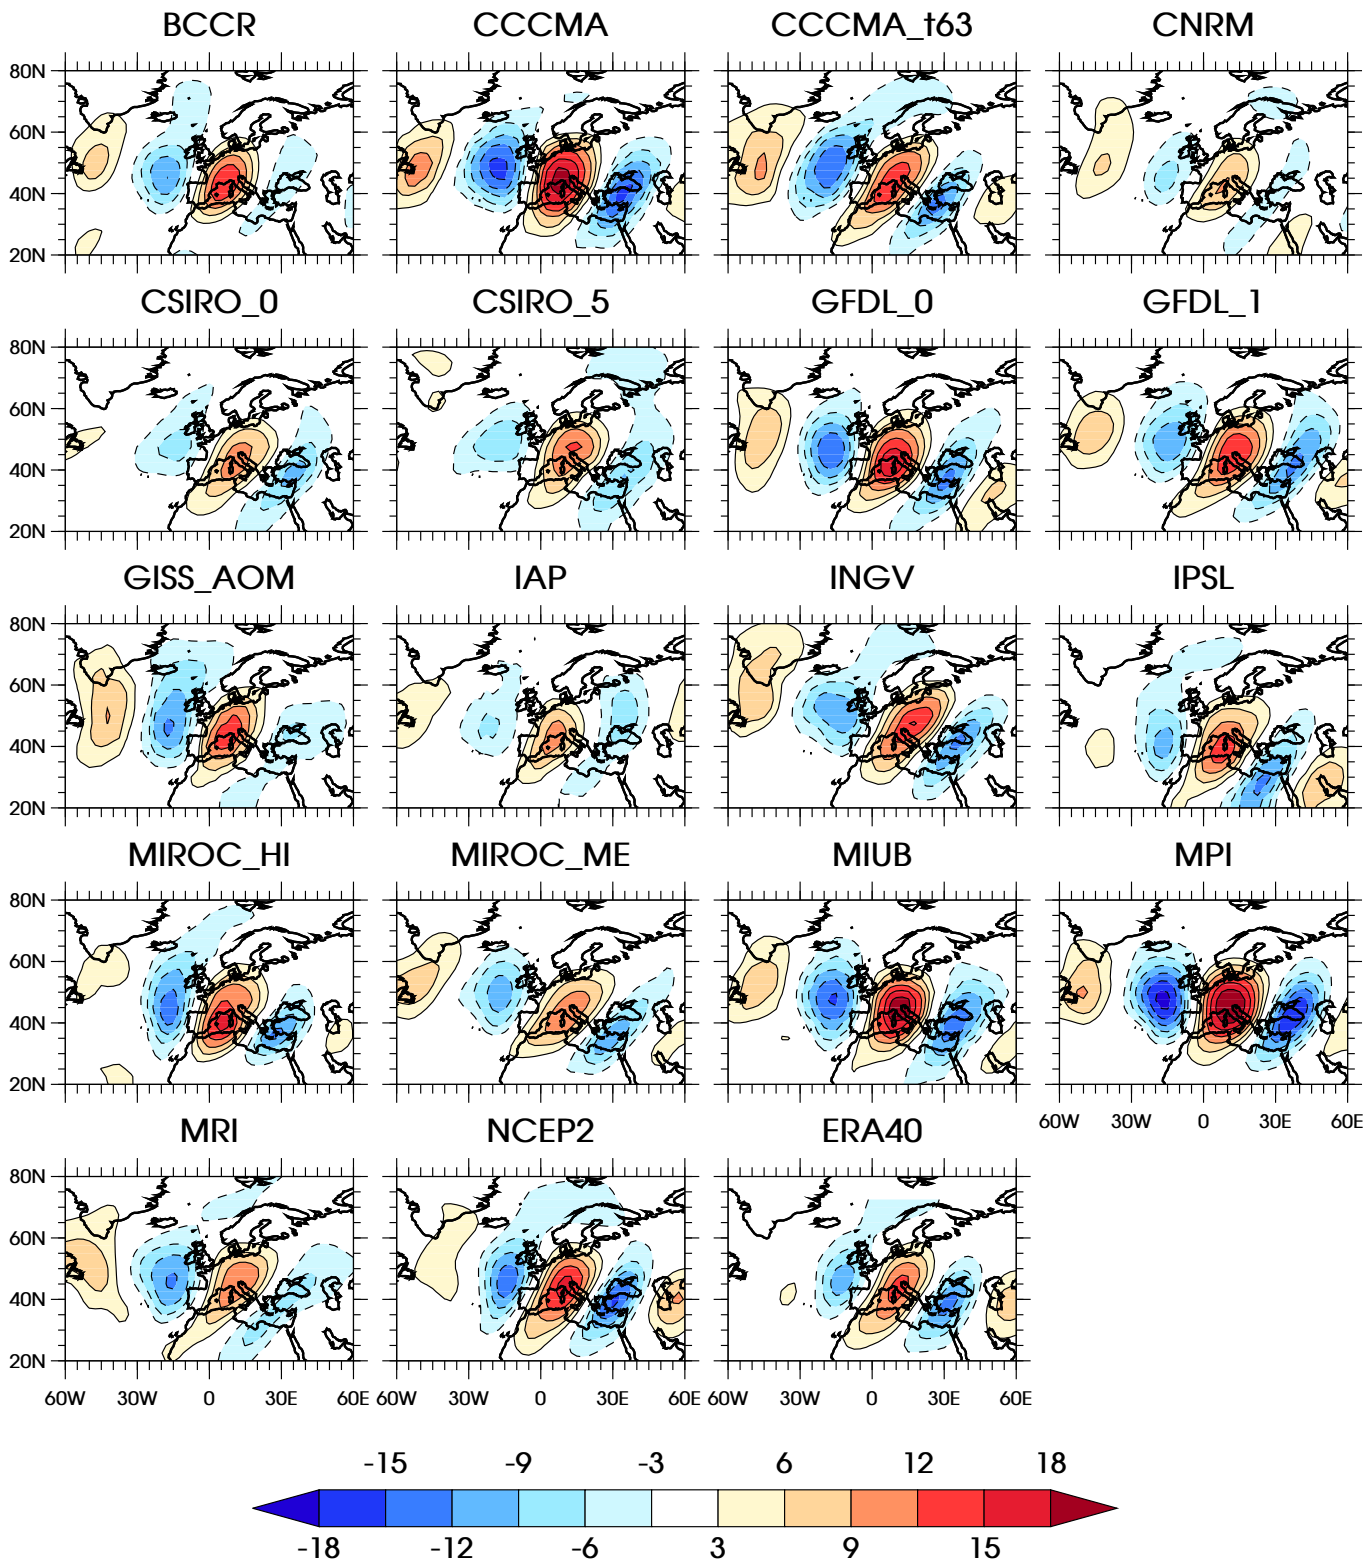 BCCR CCCMA CCCMA_t63 CNRM
80N
60N
40N
20N
CSIRO_0 CSIRO_5 GFDL_0 GFDL_1
80N
60N
40N
20N
GISS_AOM IAP INGV IPSL
80N
60N
40N
20N
MIROC_HI MIROC_ME MIUB MPI
80N
60N
40N
20N
60W 30W 0 30E 60E
MRI NCEP2 ERA40
80N
60N
40N
20N
60W 30W 0 30E 60W 30W 0 30E 60W 30W 0 30E 60E
-15 -9 -3 6 12 18
-18 -12 -6 3 9 15